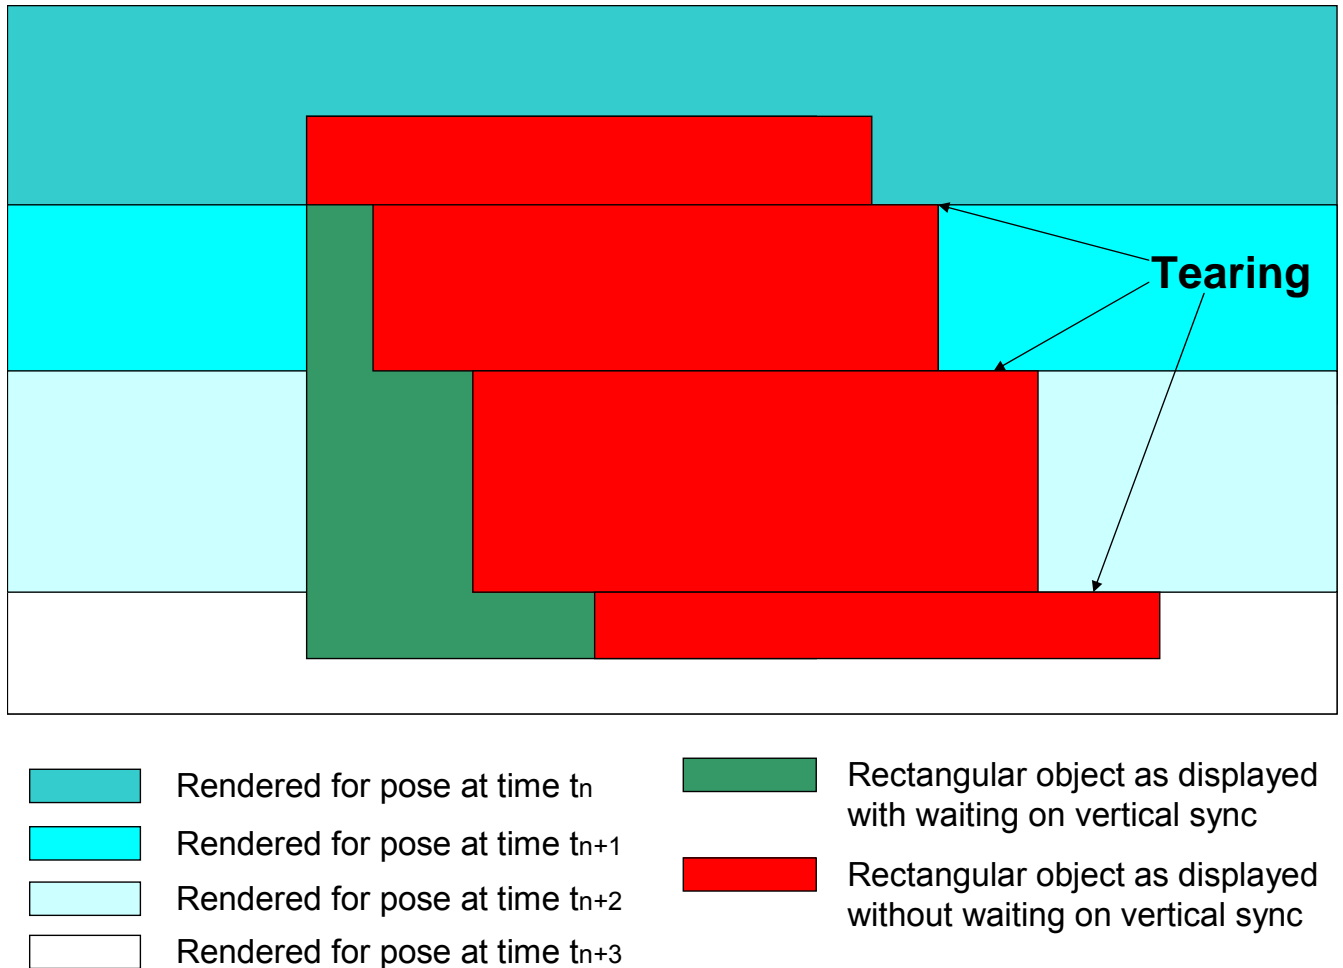 Tearing
Rendered for pose at time tn
Rendered for pose at time tn+1
Rendered for pose at time tn+2
Rendered for pose at time tn+3
Rectangular object as displayed
with waiting on vertical sync
Rectangular object as displayed
without waiting on vertical sync